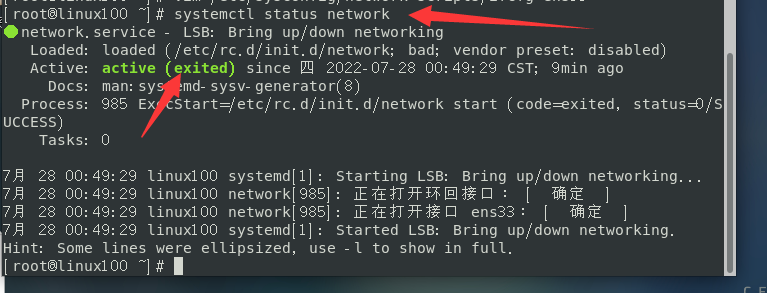 [root@linux100 ~]# systemctl status network
●network.service - LSB: Bring up/down networking
Loaded: loaded (/etc/rc.d/init.d/network; bad; vendor preset: disabled)
Active: active (exited) since 四 2022-07-28 00:49:29 CST; 9min ago
Docs: man:systemd-sysv-generator(8)
Process: 985 ExecStart=/etc/rc.d/init.d/network start (code=exited, status=0/S
UCCESS)
Tasks: 0
7月 28 00:49:29 linux100 systemd[1]: Starting LSB: Bring up/down networking...
7月 28 00:49:29 linux100 network[985]: 正在打开环回接口： [ 确定 ]
7月 28 00:49:29 linux100 network[985]: 正在打开接口 ens33： [ 确定 ]
7月 28 00:49:29 linux100 systemd[1]: Started LSB: Bring up/down networking.
Hint: Some lines were ellipsized, use -l to show in full.
[root@linux100 ~]#